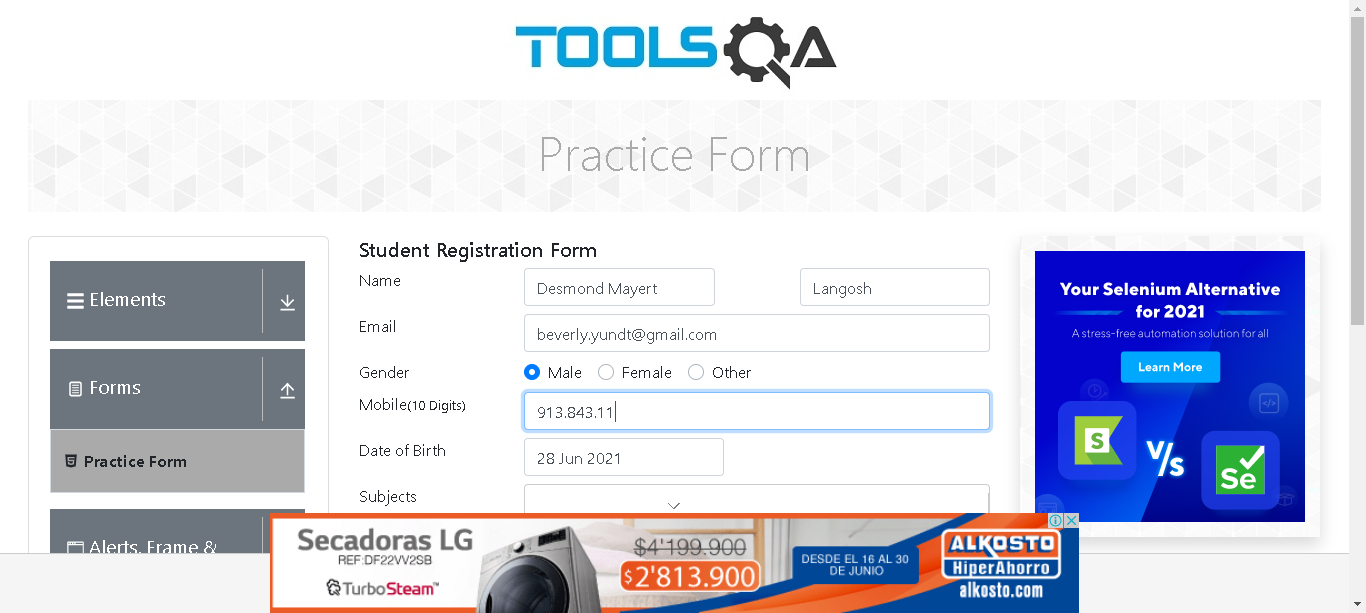 TOOLSQA
Practice Form
Elements
Forms
Practice Form
Alerts, Frame &
Student Registration Form
Name
Desmond Mayert
Langosh
Email
beverly.yundt@gmail.com
Gender
Male
Female
Other
Mobile(10 Digits)
913.843.11
Date of Birth
28 Jun 2021
Subjects
Your Selenium Alternative
for 2021
A stress-free automation solution for all
Learn More
S
V/s
Se
Secadoras LG
REF:DF22VV2SB
TurboSteam™
$4'199.900
$2'813.900
DESDE EL 16 AL 30
DE JUNIO
ALKOSTO
HiperAhorro
alkosto.com